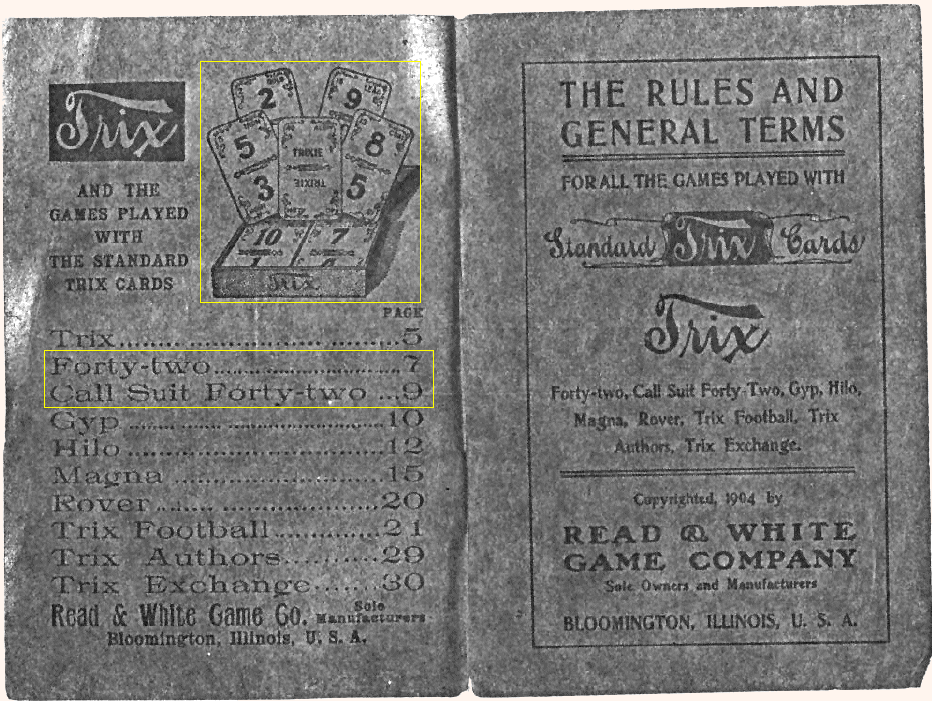 Trix
AND THE
GAMES PLAYED
WITH
THE STANDARD
TRIX CARDS
2
9
5
8
TRIXIE
TRIXIE
3
5
10
7
Trix
PAGE
Trix..............................5
Forty-two............................7
Call Suit Forty-two ...9
Gyp ..............................10
Hilo ..............................12
Magna ........................15
Rover ..........................20
Trix Football..............21
Trix Authors............29
Trix Exchange......30
Read & White Game Co. Sole Manufacturers
Bloomington, Illinois, U. S. A.
THE RULES AND
GENERAL TERMS
FOR ALL THE GAMES PLAYED WITH
Standard Trix Cards
Trix
Forty-two, Call Suit Forty-Two, Gyp, Hilo,
Magna, Rover, Trix Football, Trix
Authors, Trix Exchange.
Copyrighted, 1904 by
READ & WHITE
GAME COMPANY
Sole Owners and Manufacturers
BLOOMINGTON, ILLINOIS, U. S. A.